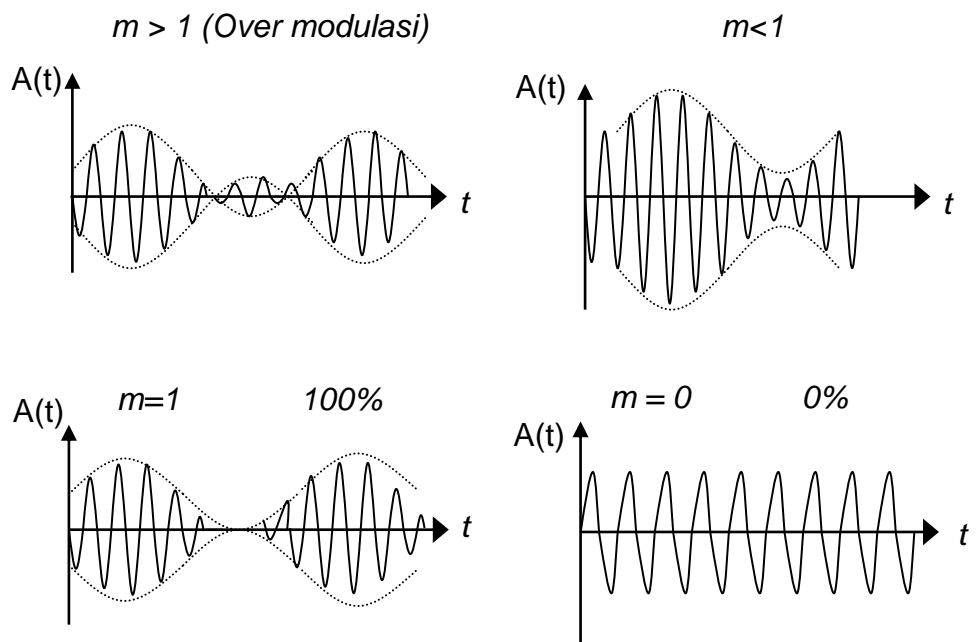 m > 1 (Over modulasi)
m<1
A(t)
t
A(t)
t
m=1 100%
m = 0 0%
A(t)
t
A(t)
t